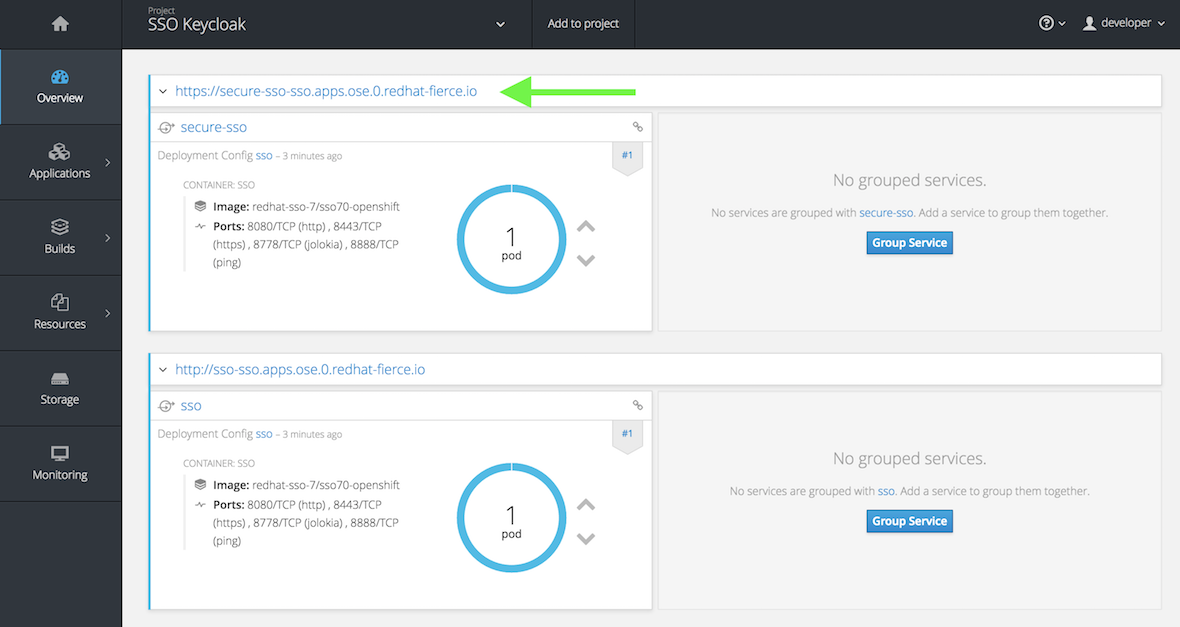 Project
SSO Keycloak
Add to project
developer
Overview
Applications
Builds
Resources
Storage
Monitoring
https://secure-sso-sso.apps.ose.0.redhat-fierce.io
secure-sso
Deployment Config sso – 3 minutes ago
#1
CONTAINER: SSO
Image: redhat-sso-7/sso70-openshift
Ports: 8080/TCP (http) , 8443/TCP
(https) , 8778/TCP (jolokia) , 8888/TCP
(ping)
1
pod
No grouped services.
No services are grouped with secure-sso. Add a service to group them together.
Group Service
http://sso-sso.apps.ose.0.redhat-fierce.io
sso
Deployment Config sso – 3 minutes ago
#1
CONTAINER: SSO
Image: redhat-sso-7/sso70-openshift
Ports: 8080/TCP (http) , 8443/TCP
(https) , 8778/TCP (jolokia) , 8888/TCP
(ping)
1
pod
No grouped services.
No services are grouped with sso. Add a service to group them together.
Group Service